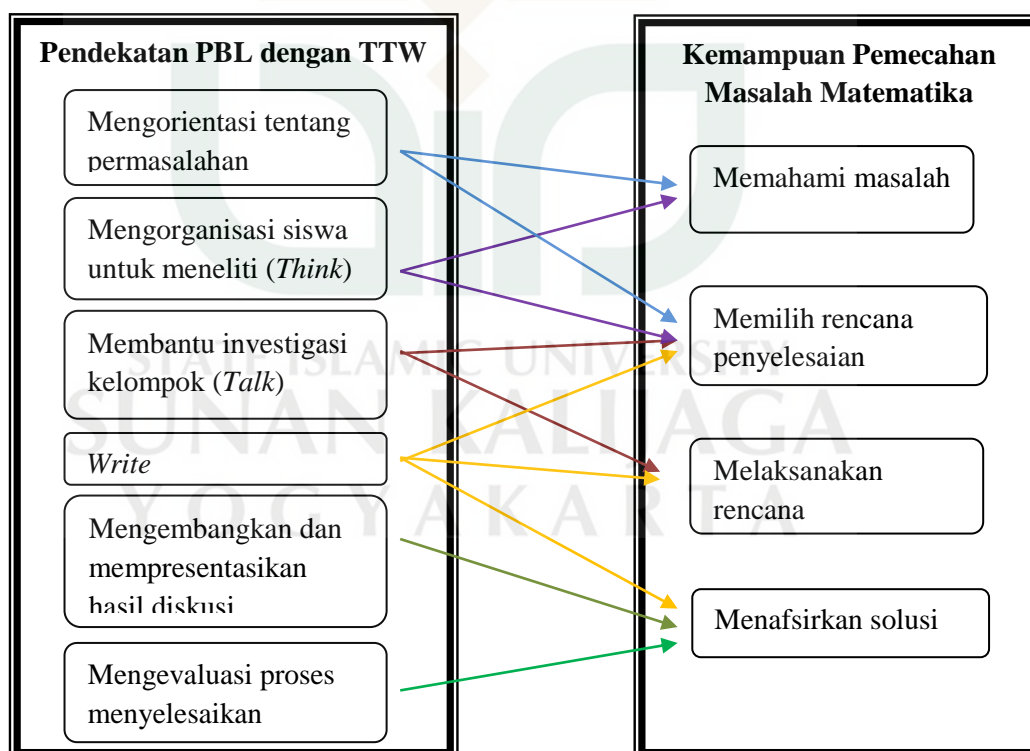 Pendekatan PBL dengan TTW
Mengorientasi tentang
permasalahan
Mengorganisasi siswa
untuk meneliti (Think)
Membantu investigasi
kelompok (Talk)
Write
Mengembangkan dan
mempresentasikan
hasil diskusi
Mengevaluasi proses
menyelesaikan
Kemampuan Pemecahan
Masalah Matematika
Memahami masalah
Memilih rencana
penyelesaian
Melaksanakan
rencana
Menafsirkan solusi
STATE ISLAMIC UNIVERSITY
SUNAN KALIJAGA
YOGYAKARTA